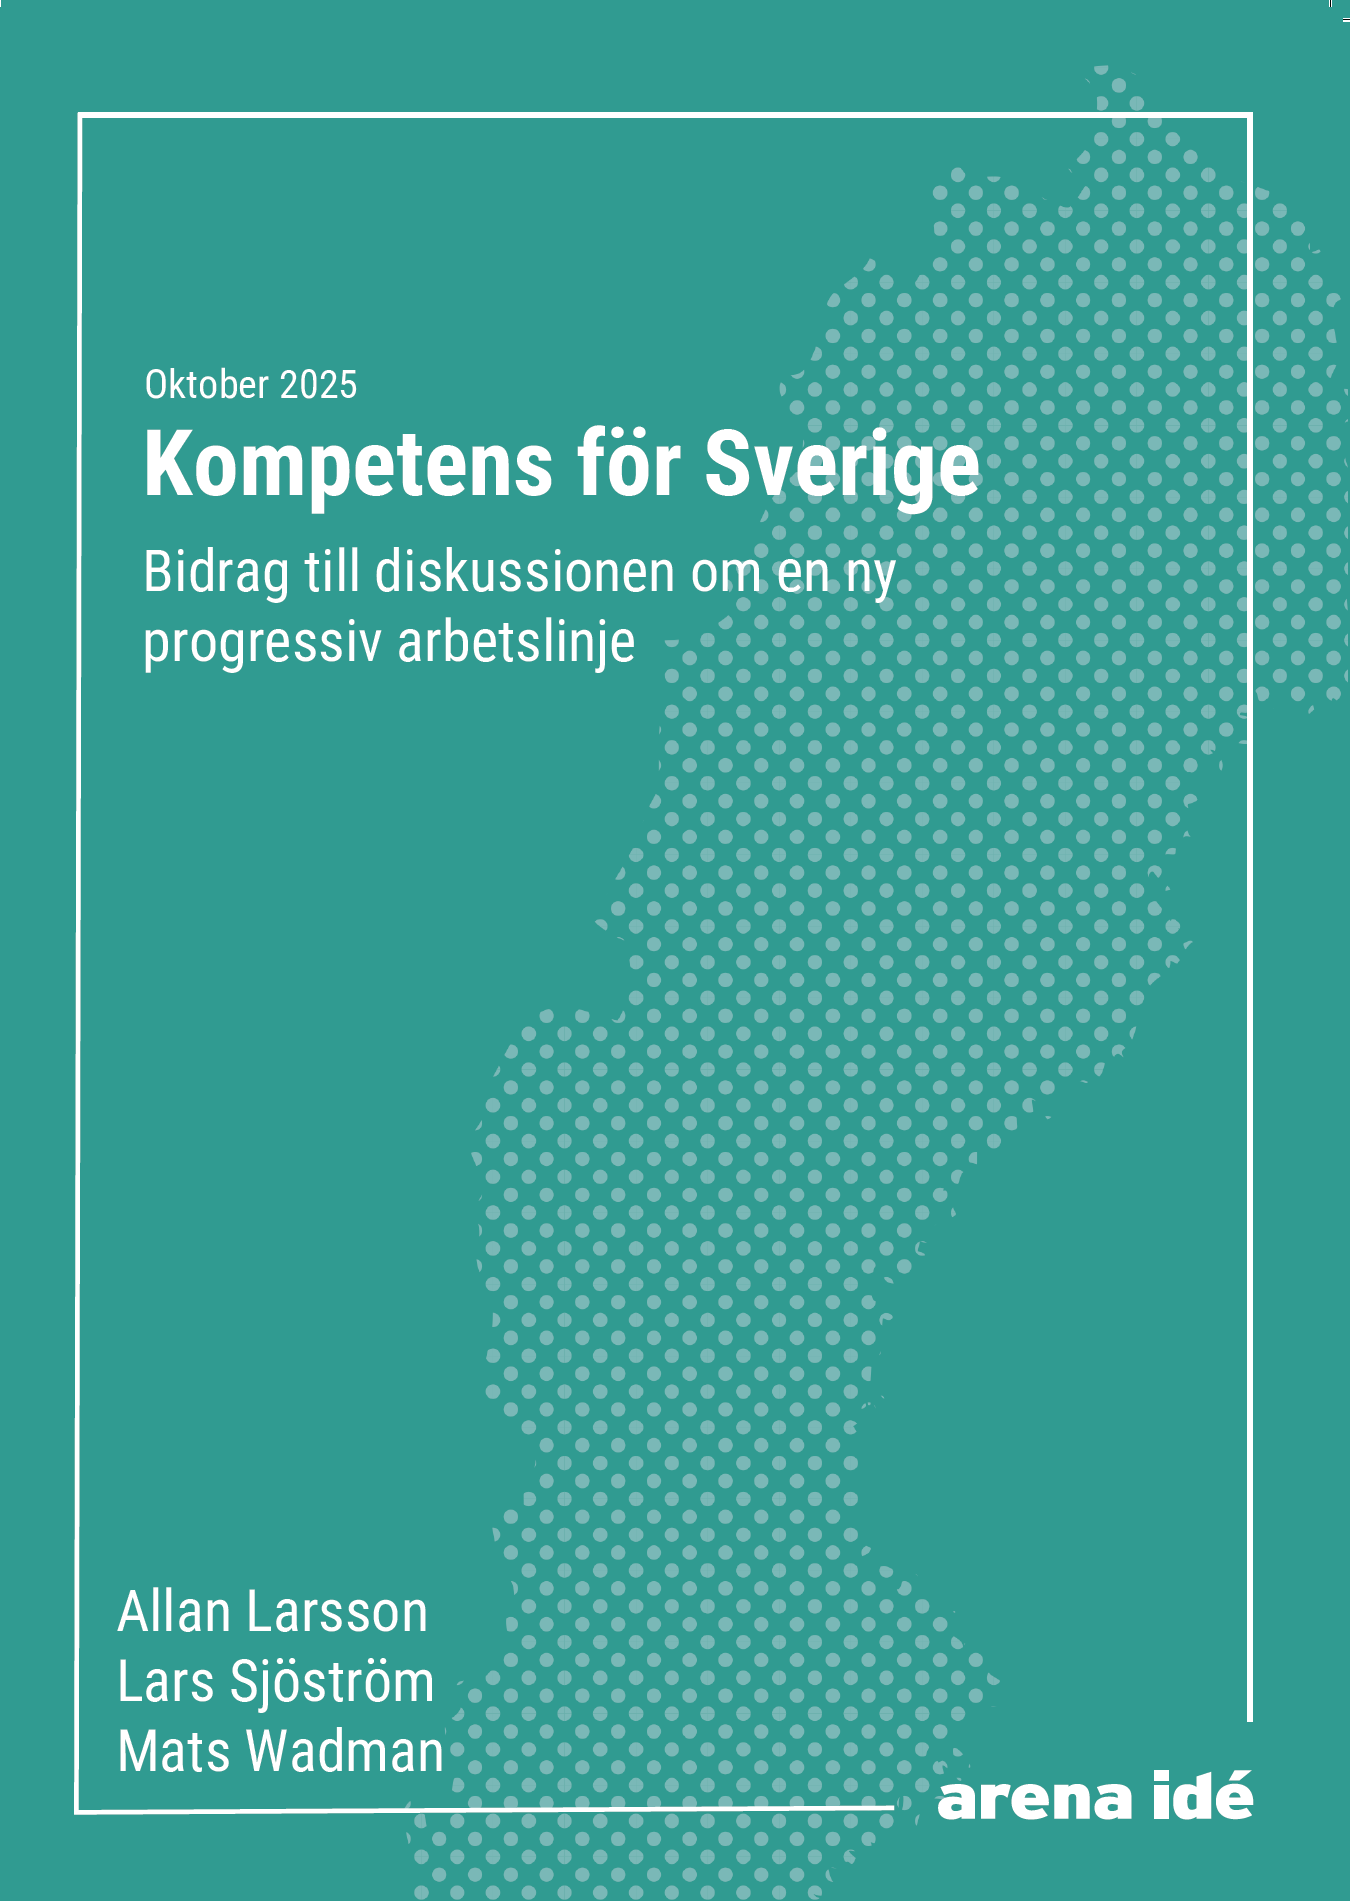 Oktober 2025
Kompetens för Sverige
Bidrag till diskussionen om en ny
progressiv arbetslinje
Allan Larsson
Lars Sjöström
Mats Wadman
arena idé